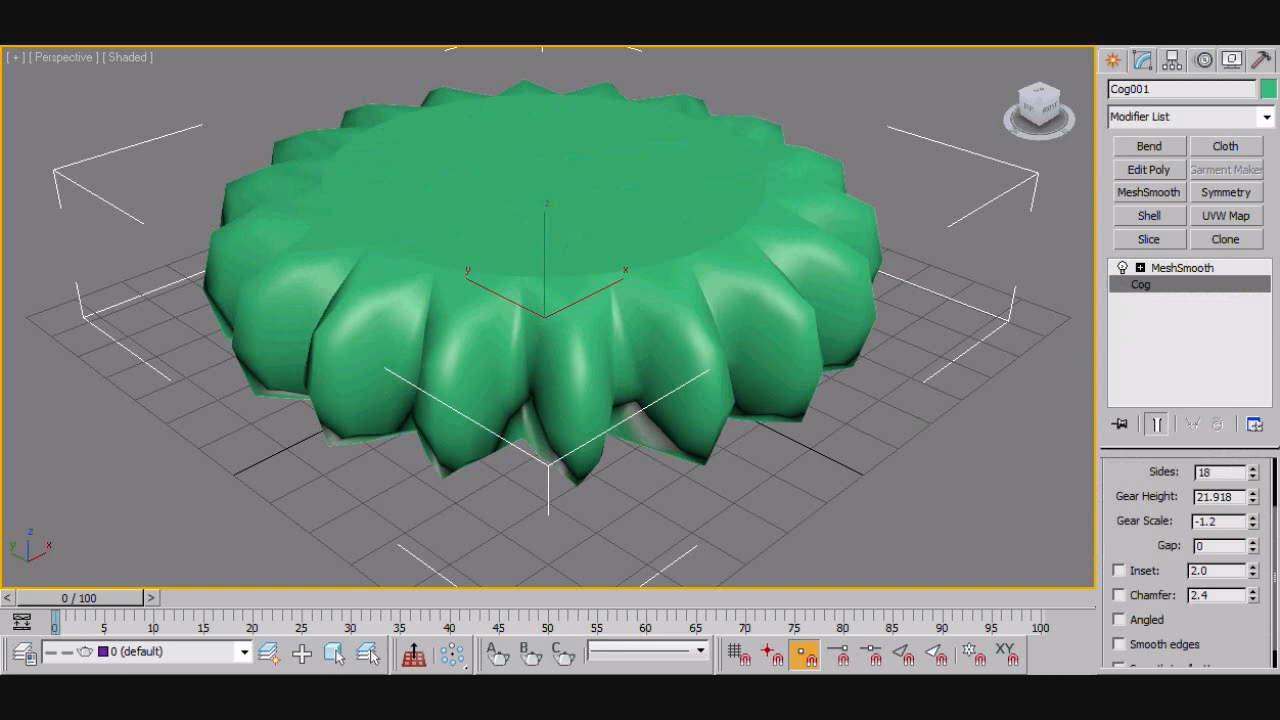 [ + ] [ Perspective ] [ Shaded ]
Cog001
Modifier List
Bend Cloth
Edit Poly Garment Maker
MeshSmooth Symmetry
Shell UVW Map
Slice Clone
MeshSmooth
Cog
z
y x
z
y x
Sides: 18
Gear Height: 21.918
Gear Scale: -1.2
Gap: 0
Inset: 2.0
Chamfer: 2.4
Angled
Smooth edges
< 0 / 100 >
0 5 10 15 20 25 30 35 40 45 50 55 60 65 70 75 80 85 90 95 100
0 (default) A B C XY